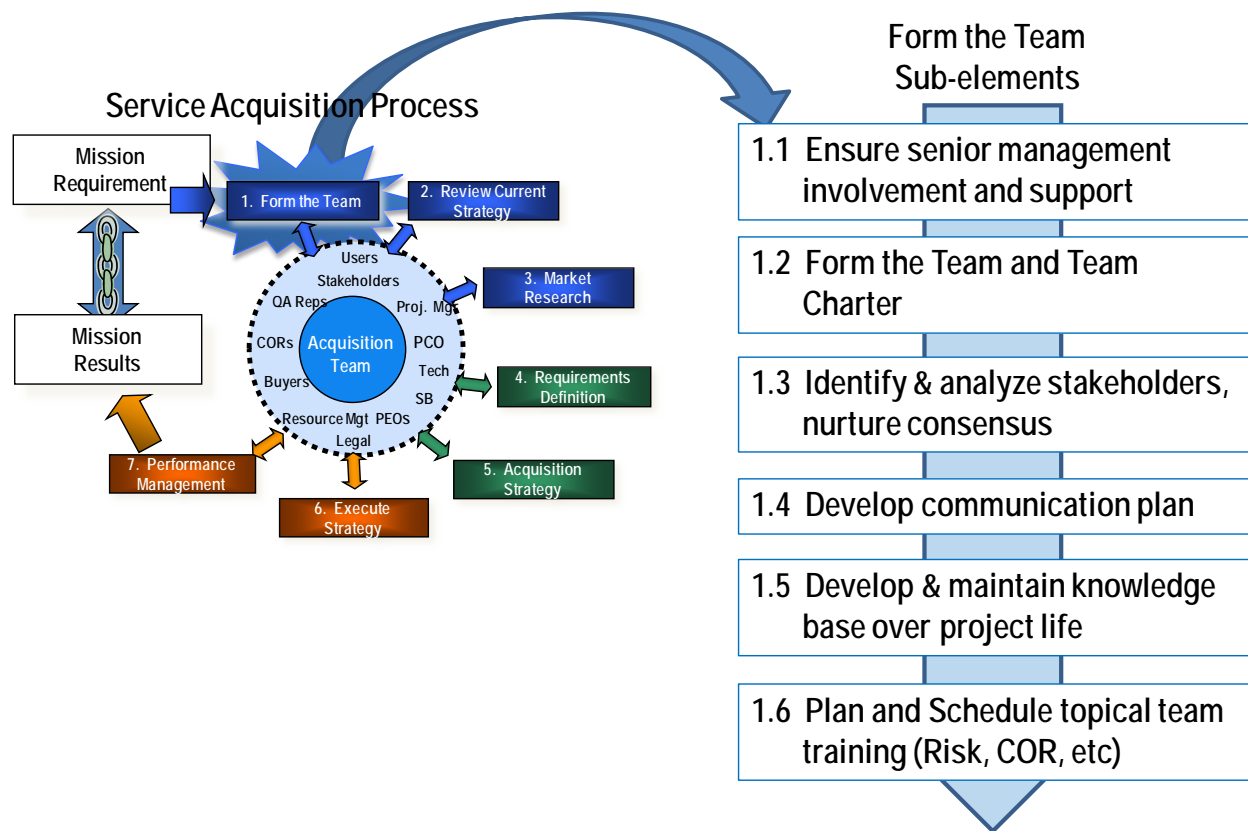 Service Acquisition Process
Mission
Requirement
Mission
Results
1. Form the Team
2. Review Current
Strategy
3. Market
Research
4. Requirements
Definition
5. Acquisition
Strategy
6. Execute
Strategy
7. Performance
Management
Users
Stakeholders
QA Reps
Proj. Mgr
CORs
Acquisition
Team
PCO
Tech
Buyers
SB
Resource Mgt
PEOs
Legal
Form the Team
Sub-elements
1.1 Ensure senior management
involvement and support
1.2 Form the Team and Team
Charter
1.3 Identify & analyze stakeholders,
nurture consensus
1.4 Develop communication plan
1.5 Develop & maintain knowledge
base over project life
1.6 Plan and Schedule topical team
training (Risk, COR, etc)